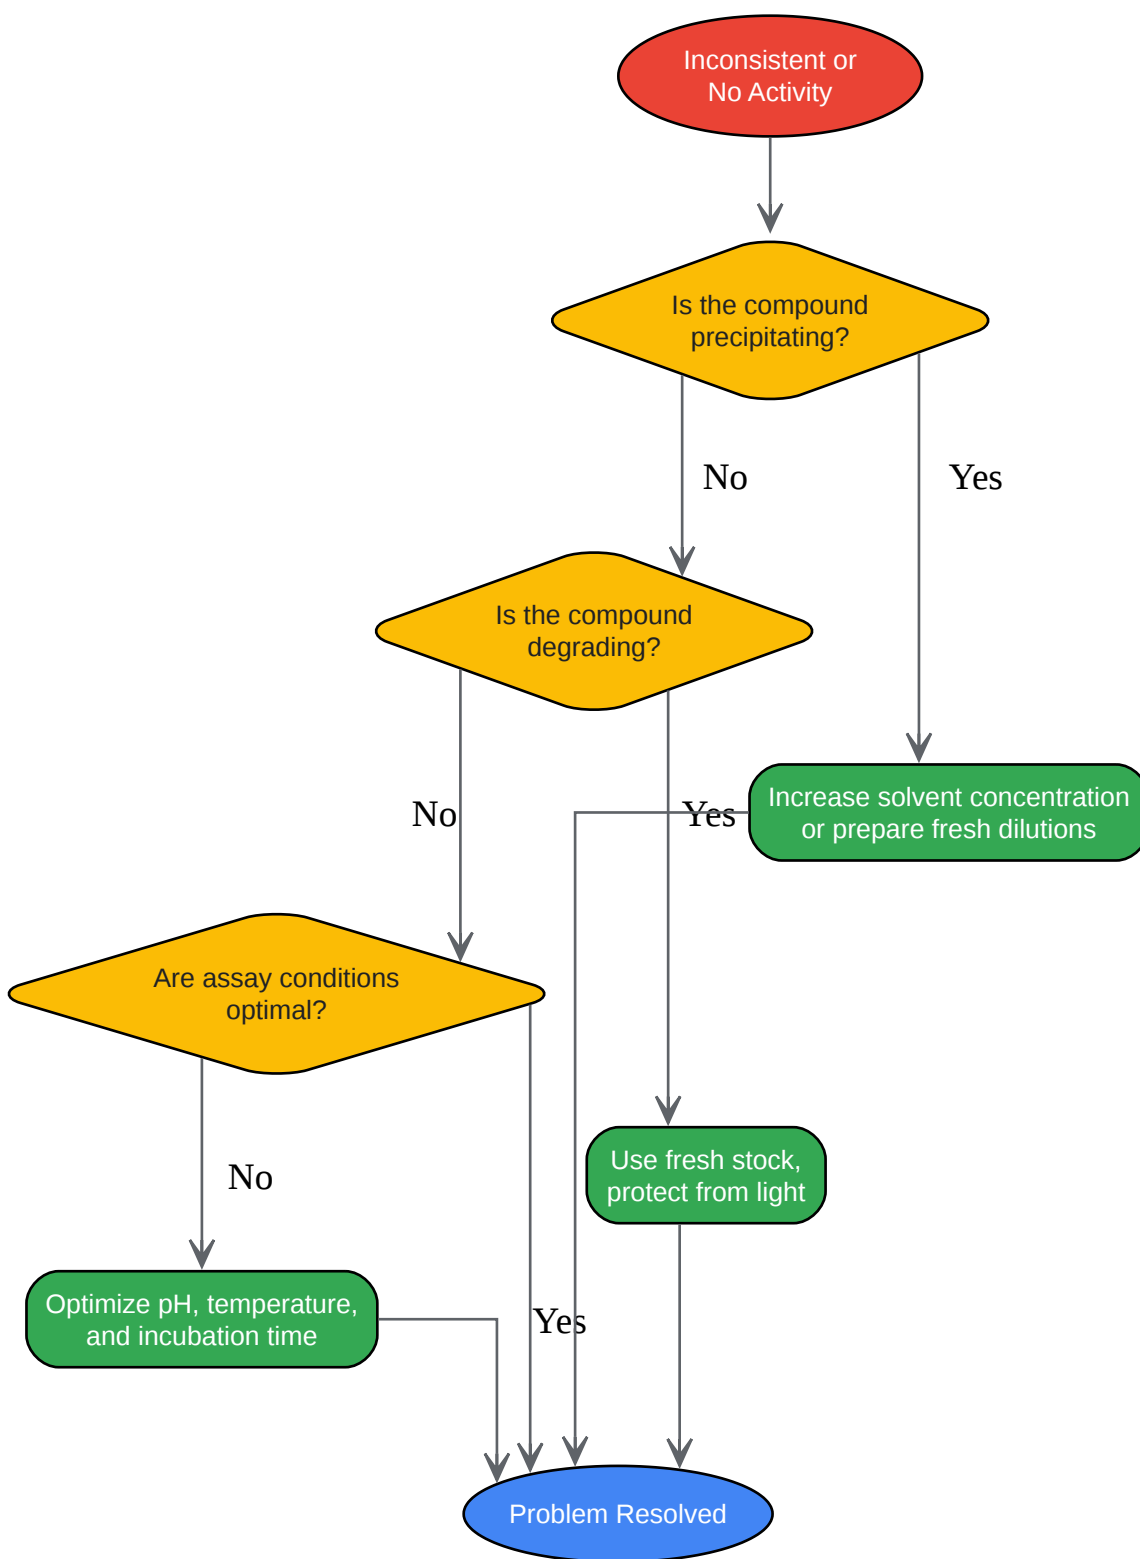 Inconsistent or
No Activity
Is the compound
precipitating?
No
Yes
Is the compound
degrading?
Increase solvent concentration
or prepare fresh dilutions
No
Yes
Are assay conditions
optimal?
Use fresh stock,
protect from light
No
Optimize pH, temperature,
and incubation time
Yes
Problem Resolved